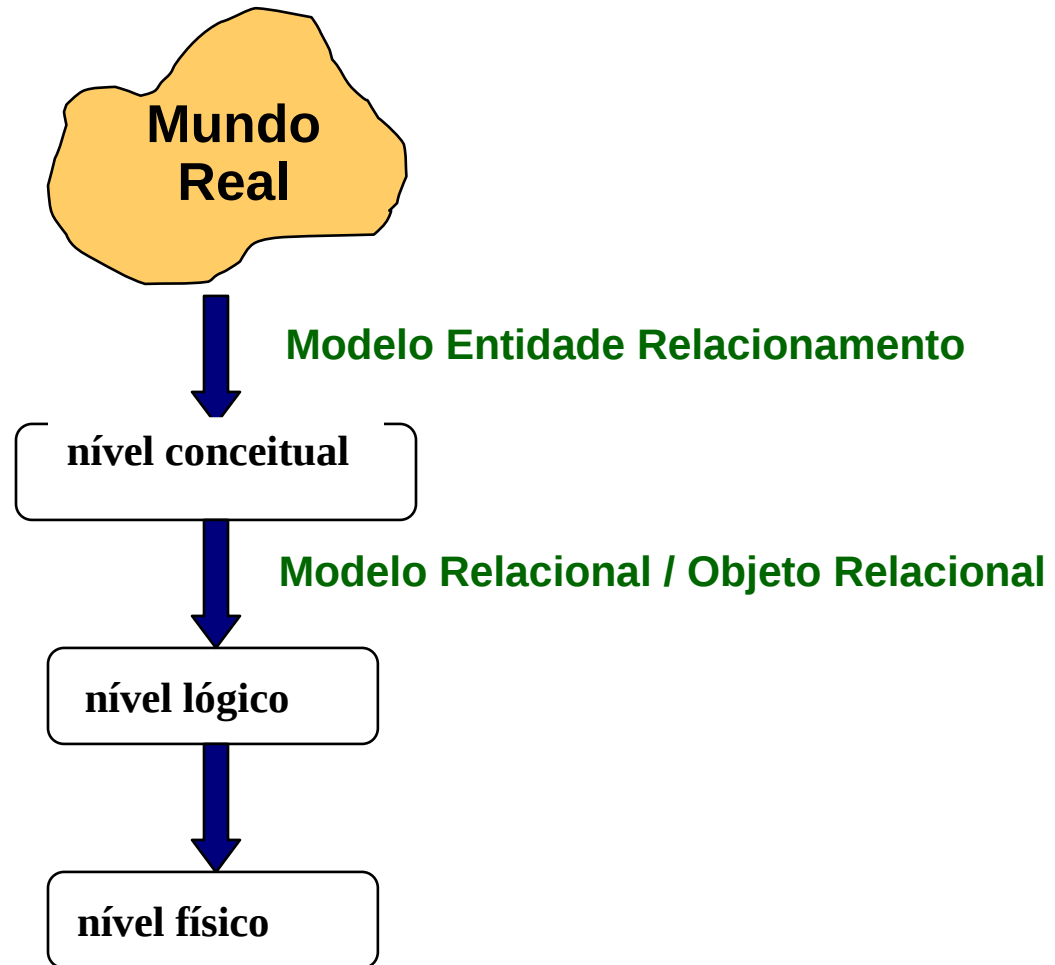 Mundo
Real
Modelo Entidade Relacionamento
nível conceitual
Modelo Relacional / Objeto Relacional
nível lógico
nível físico